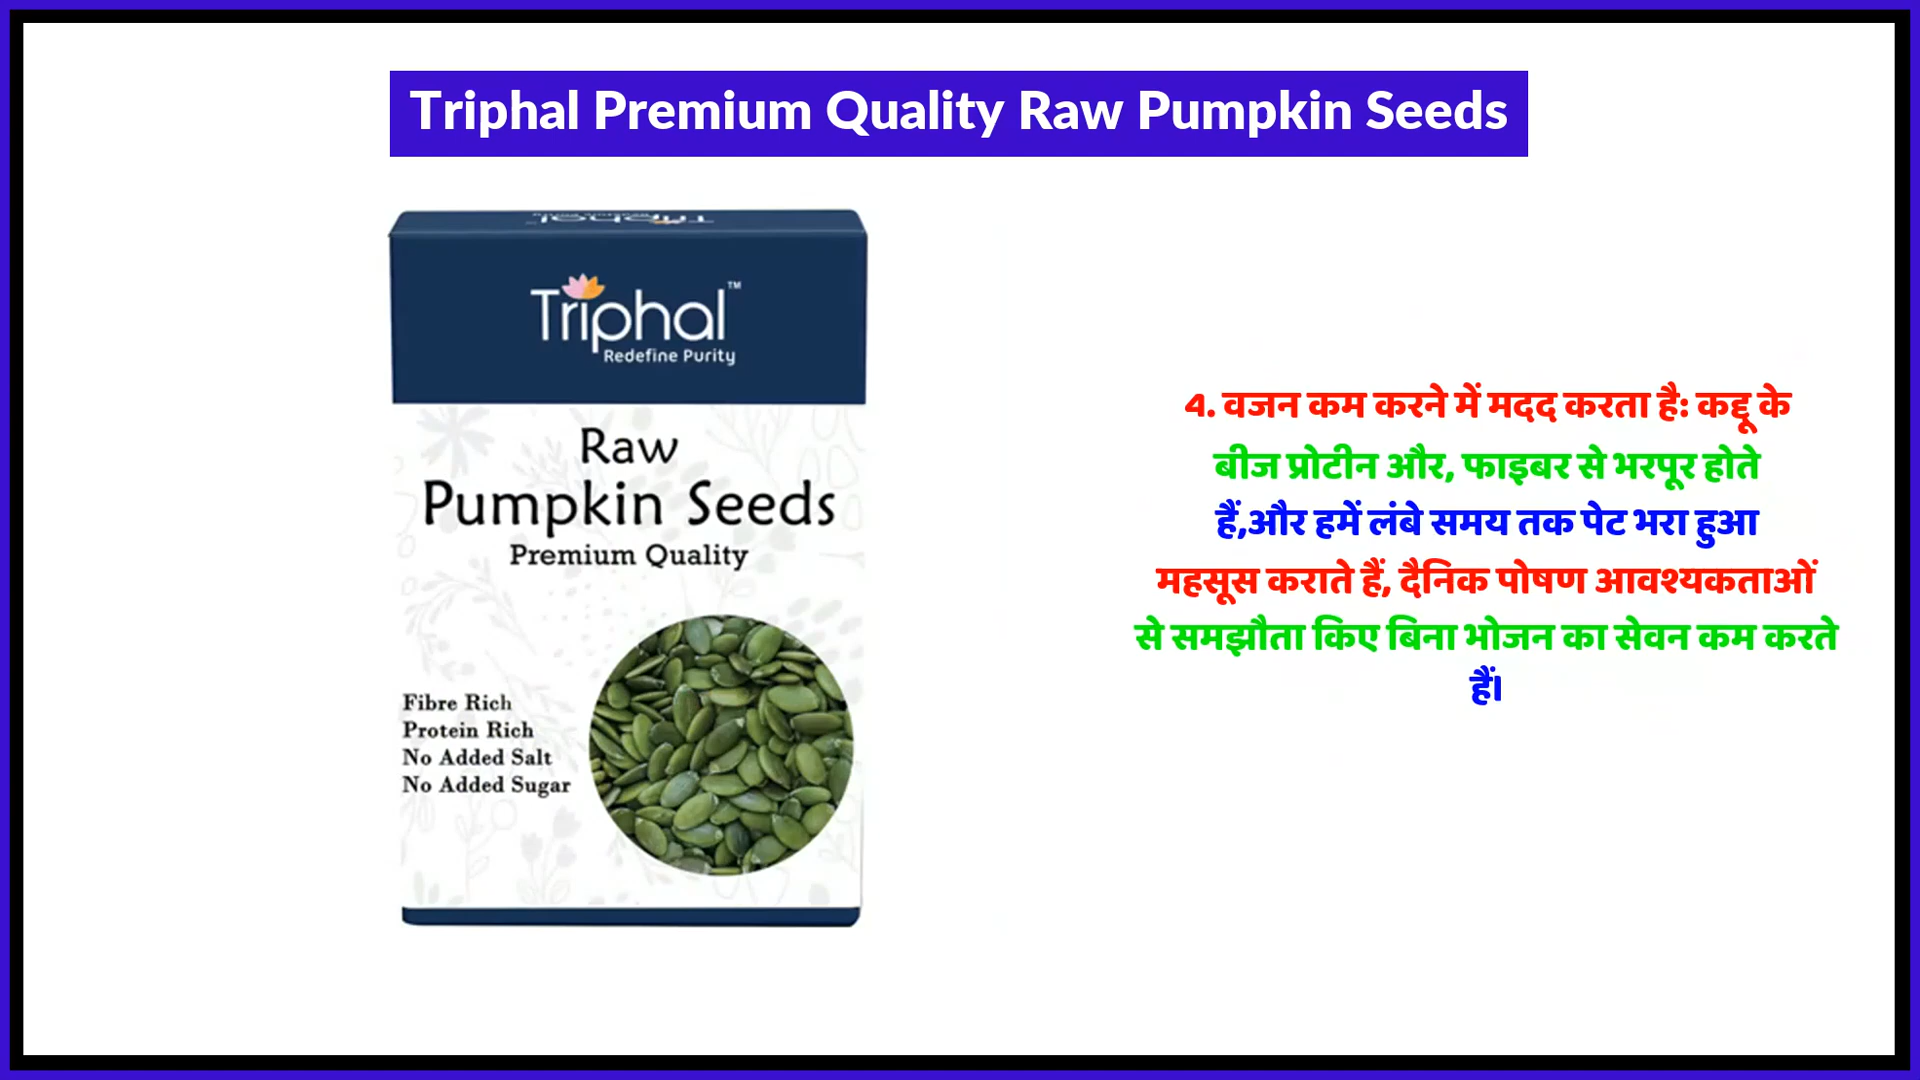 Triphal Premium Quality Raw Pumpkin Seeds
Triphal
Triphal™
Redefine Purity
Raw
Pumpkin Seeds
Premium Quality
Fibre Rich
Protein Rich
No Added Salt
No Added Sugar
4. वजन कम करने में मदद करता है: कद्दू के
बीज प्रोटीन और, फाइबर से भरपूर होते
हैं,और हमें लंबे समय तक पेट भरा हुआ
महसूस कराते हैं, दैनिक पोषण आवश्यकताओं
से समझौता किए बिना भोजन का सेवन कम करते
हैं।